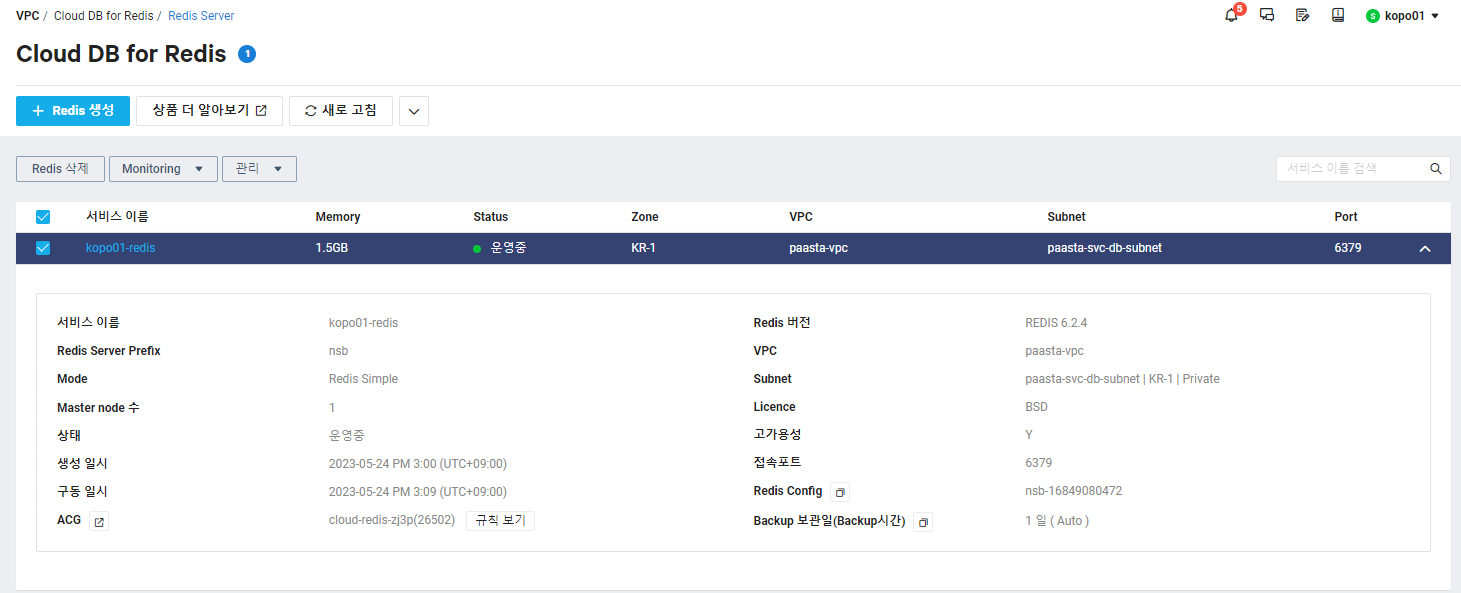 VPC / Cloud DB for Redis / Redis Server
5
S kopo01
Cloud DB for Redis 1
+ Redis 생성
상품 더 알아보기
새로 고침
Redis 삭제
Monitoring
관리
서비스 이름 검색
서비스 이름 Memory Status Zone VPC Subnet Port
kopo01-redis 1.5GB 운영중 KR-1 paasta-vpc paasta-svc-db-subnet 6379
서비스 이름 kopo01-redis Redis 버전 REDIS 6.2.4
Redis Server Prefix nsb VPC paasta-vpc
Mode Redis Simple Subnet paasta-svc-db-subnet | KR-1 | Private
Master node 수 1 Licence BSD
상태 운영중 고가용성 Y
생성 일시 2023-05-24 PM 3:00 (UTC+09:00) 접속포트 6379
구동 일시 2023-05-24 PM 3:09 (UTC+09:00) Redis Config nsb-16849080472
ACG cloud-redis-zj3p(26502) 규칙 보기 Backup 보관일(Backup시간) 1 일 ( Auto )